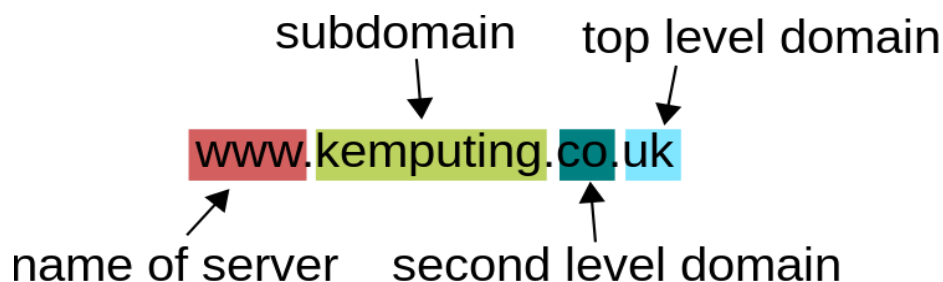 subdomain
top level domain
www.kemputing.co.uk
name of server
second level domain